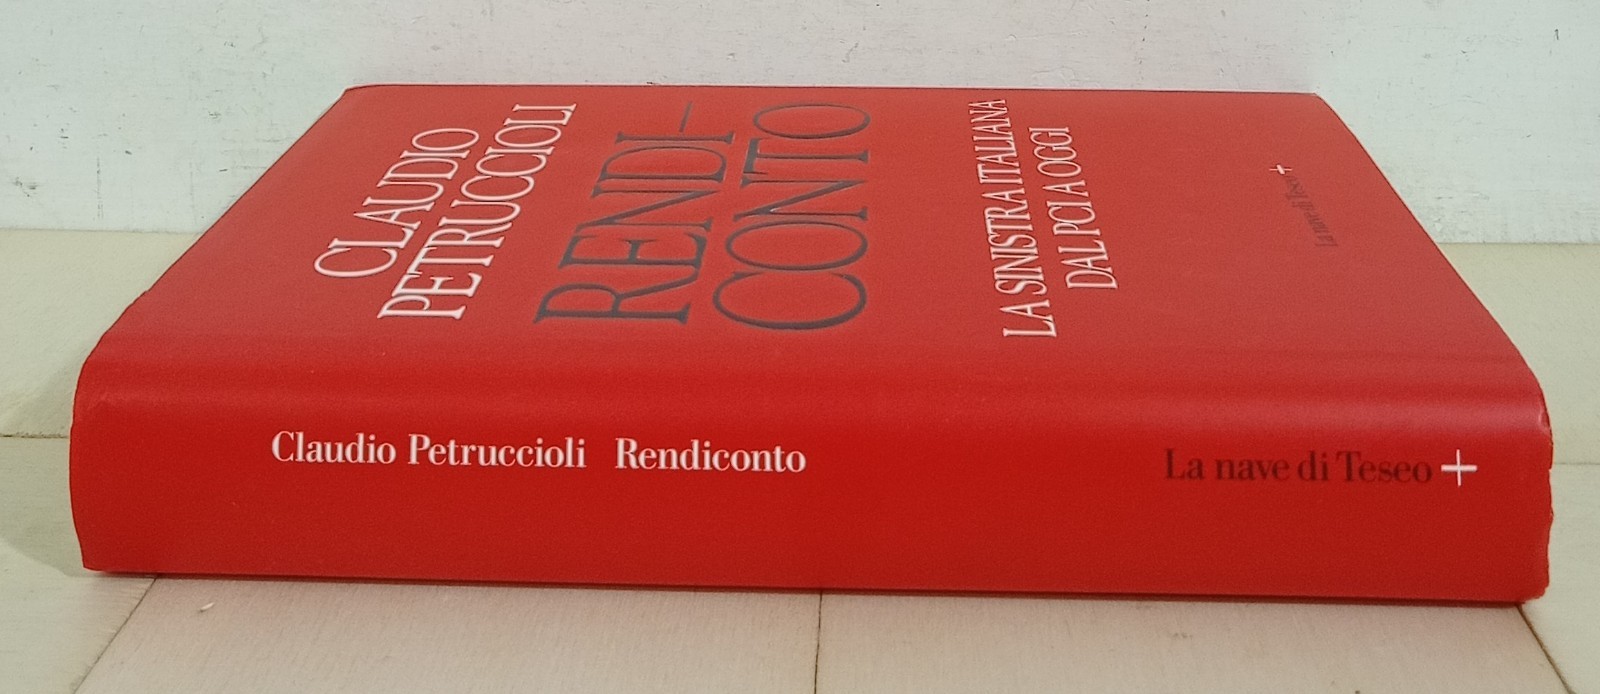 CLAUDIO
PETRUCCIOLI
RENDI-
CONTO
LA SINISTRA ITALIANA
DAL PCI A OGGI
La nave di Teseo +
Claudio Petruccioli Rendiconto
La nave di Teseo +